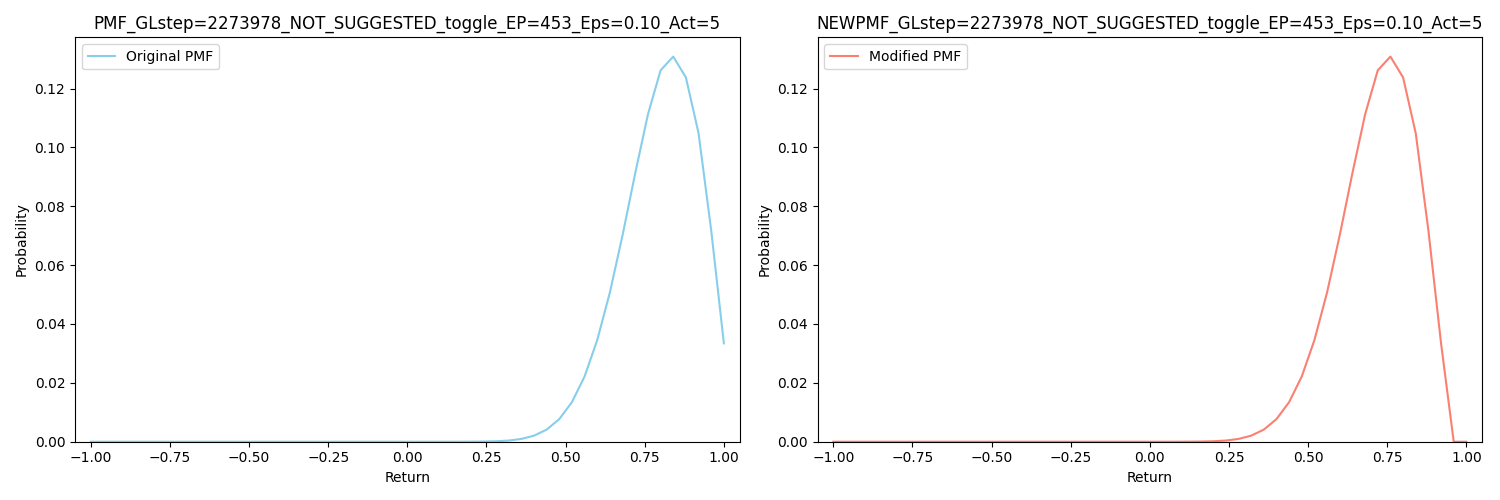 PMF_GLstep=2273978_NOT_SUGGESTED_toggle_EP=453_Eps=0.10_Act=5
Original PMF
Probability
0.12
0.10
0.08
0.06
0.04
0.02
0.00
−1.00 −0.75 −0.50 −0.25 0.00 0.25 0.50 0.75 1.00
Return
NEWPMF_GLstep=2273978_NOT_SUGGESTED_toggle_EP=453_Eps=0.10_Act=5
Modified PMF
Probability
0.12
0.10
0.08
0.06
0.04
0.02
0.00
−1.00 −0.75 −0.50 −0.25 0.00 0.25 0.50 0.75 1.00
Return